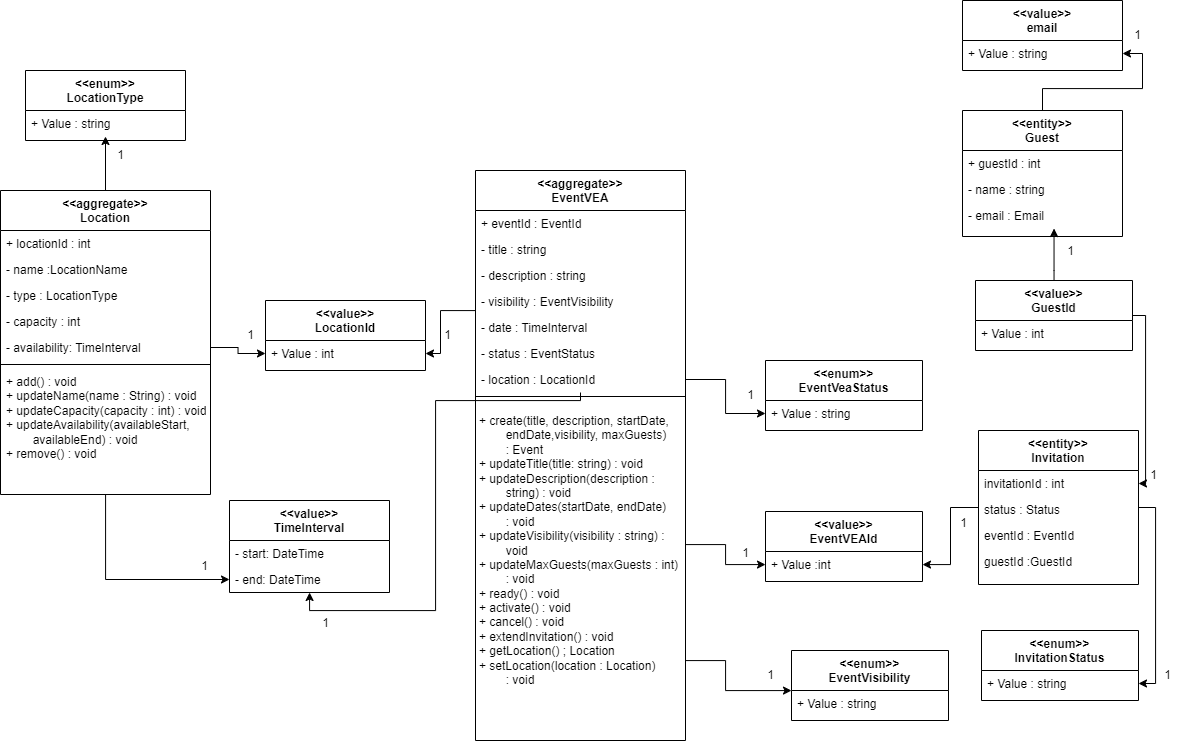 <<value>>
email
+ Value : string
1
<<enum>>
LocationType
+ Value : string
1
<<entity>>
Guest
+ guestId : int
- name : string
- email : Email
1
<<aggregate>>
Location
+ locationId : int
- name :LocationName
- type : LocationType
- capacity : int
- availability: TimeInterval
+ add() : void
+ updateName(name : String) : void
+ updateCapacity(capacity : int) : void
+ updateAvailability(availableStart,
availableEnd) : void
+ remove() : void
1
<<value>>
LocationId
+ Value : int
1
<<aggregate>>
EventVEA
+ eventId : EventId
- title : string
- description : string
- visibility : EventVisibility
- date : TimeInterval
- status : EventStatus
- location : LocationId
+ create(title, description, startDate,
endDate,visibility, maxGuests)
: Event
+ updateTitle(title: string) : void
+ updateDescription(description :
string) : void
+ updateDates(startDate, endDate)
: void
+ updateVisibility(visibility : string) :
void
+ updateMaxGuests(maxGuests : int)
: void
+ ready() : void
+ activate() : void
+ cancel() : void
+ extendInvitation() : void
+ getLocation() ; Location
+ setLocation(location : Location)
: void
<<value>>
GuestId
+ Value : int
1
<<enum>>
EventVeaStatus
+ Value : string
1
<<entity>>
Invitation
invitationId : int
status : Status
eventId : EventId
guestId :GuestId
1
<<value>>
TimeInterval
- start: DateTime
- end: DateTime
1
1
<<value>>
EventVEAId
+ Value :int
1
1
<<enum>>
EventVisibility
+ Value : string
1
<<enum>>
InvitationStatus
+ Value : string
1